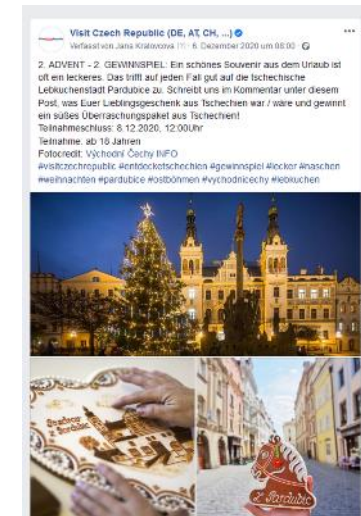 Visit Czech Republic (DE, AT, CH, ...)
Verfasst von Jana Kralovcova · 6. Dezember 2020 um 08:00 ·
2. ADVENT - 2. GEWINNSPIEL: Ein schönes Souvenir aus dem Urlaub ist
oft ein leckeres. Das trifft auf jeden Fall gut auf die tschechische
Lebkuchenstadt Pardubice zu. Schreibt uns im Kommentar unter diesem
Post, was Euer Lieblingsgeschenk aus Tschechien war / wäre und gewinnt
ein süßes Überraschungspaket aus Tschechien!
Teilnahmeschluss: 8.12.2020, 12:00Uhr
Teilnahme: ab 18 Jahren
Fotocredit: Východní Čechy INFO
#visitczechrepublic #entdecketschechien #gewinnspiel #lecker #naschen
#weihnachten #pardubice #ostböhmen #vychodnicechy #lebkuchen
Pozdrav
z Pardubic
z Pardubic